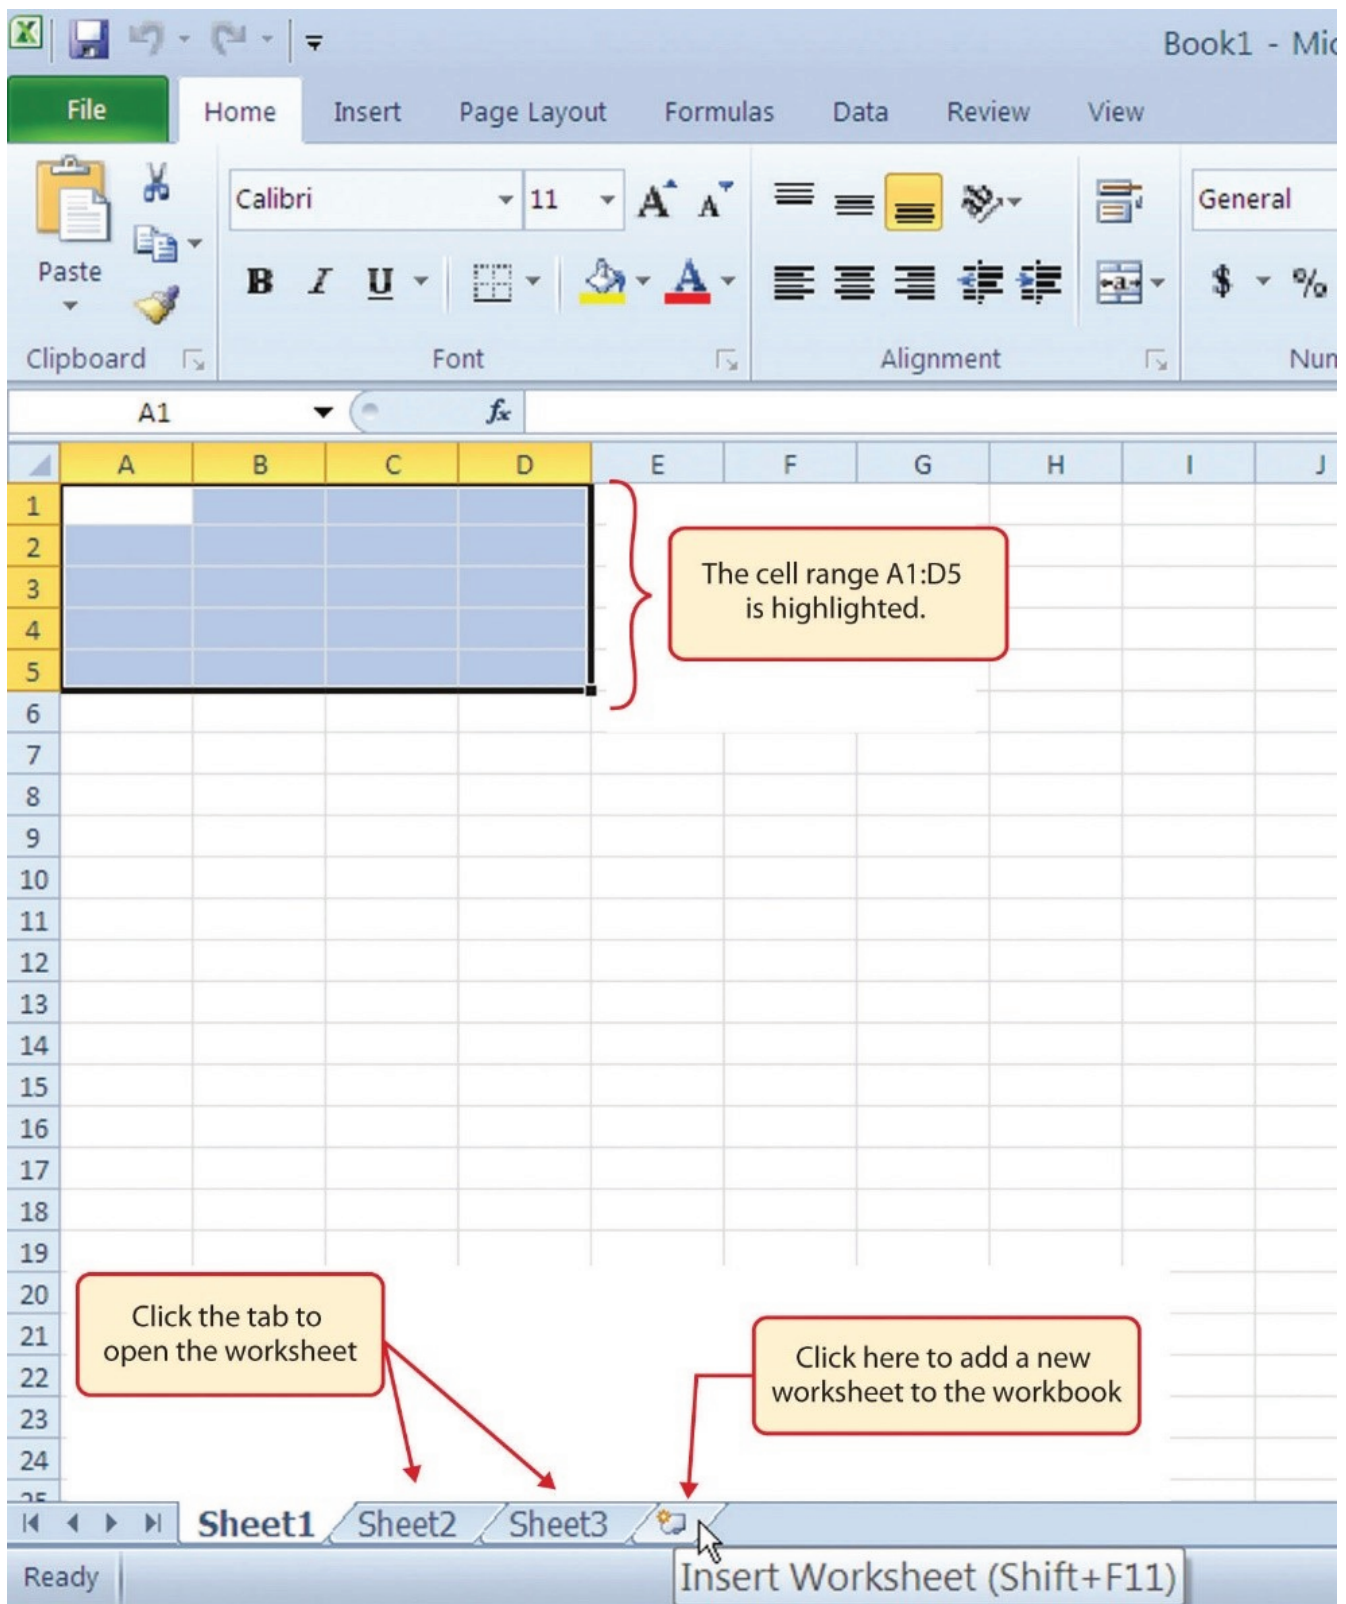 Book1 - Mic
File Home Insert Page Layout Formulas Data Review View
Calibri 11 A A General
Paste B I U A $ %
Clipboard Font Alignment Num
A1 fx
A B C D E F G H I J
1
2
3
4
5
The cell range A1:D5
is highlighted.
6
7
8
9
10
11
12
13
14
15
16
17
18
19
20
21
22
23
24
25
Click the tab to
open the worksheet
Click here to add a new
worksheet to the workbook
Sheet1 Sheet2 Sheet3
Ready
Insert Worksheet (Shift+F11)